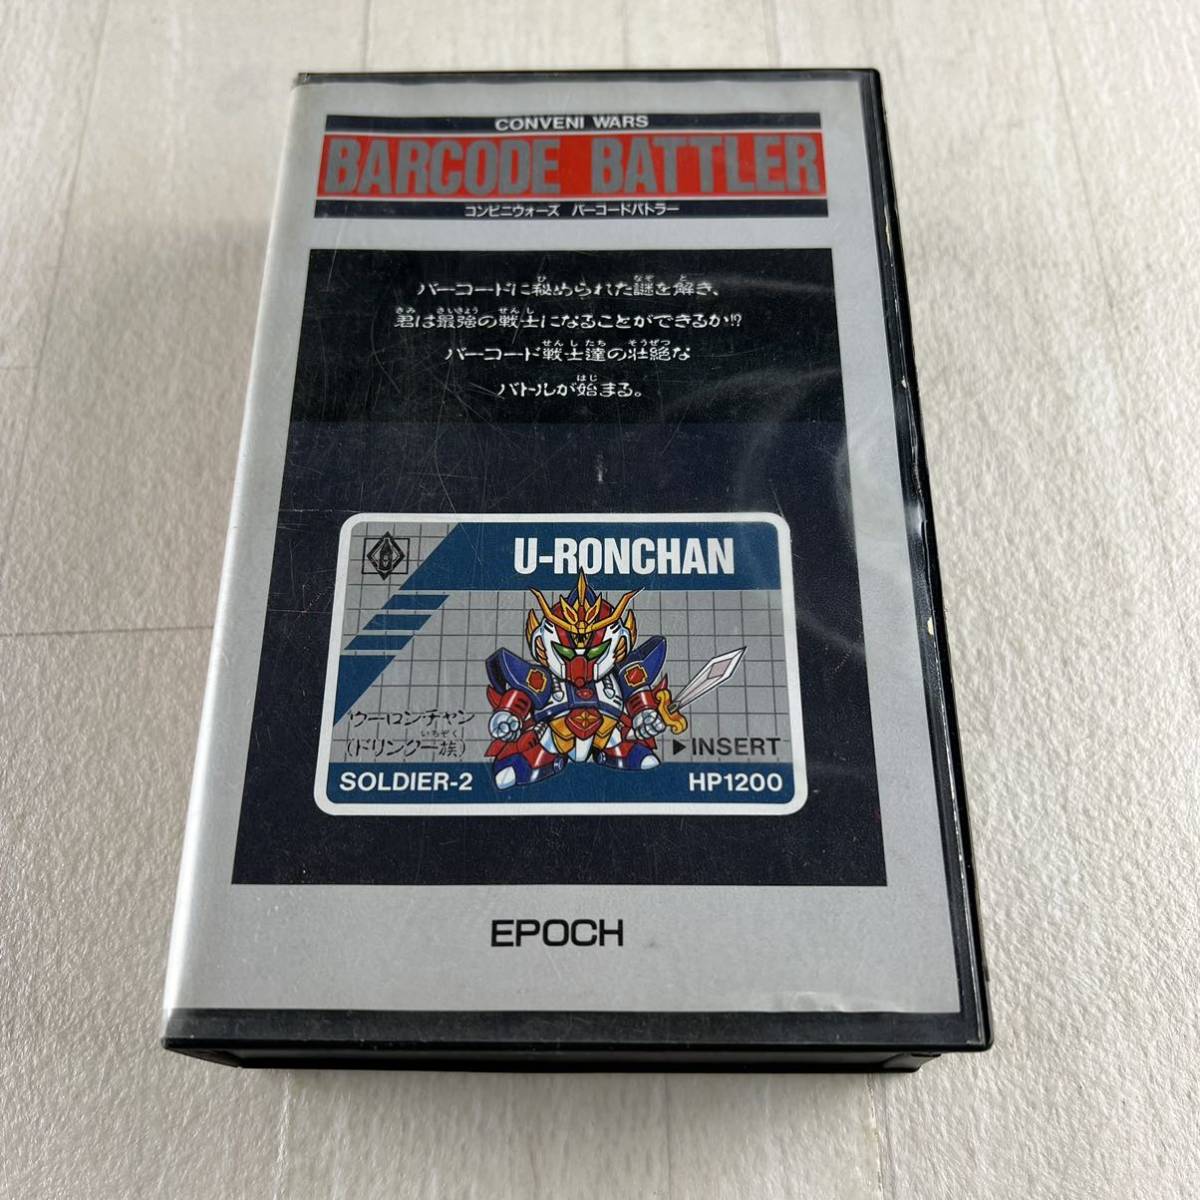 CONVENI WARS
BARCODE BATTLER
コンビニウォーズ バーコードバトラー
バーコードに秘められた謎を解き、
君は最強の戦士になることができるか!?
バーコード戦士達の壮絶な
バトルが始まる。
U-RONCHAN
ウーロンチャン
(ドリンク一族)
▶INSERT
SOLDIER-2 HP1200
EPOCH